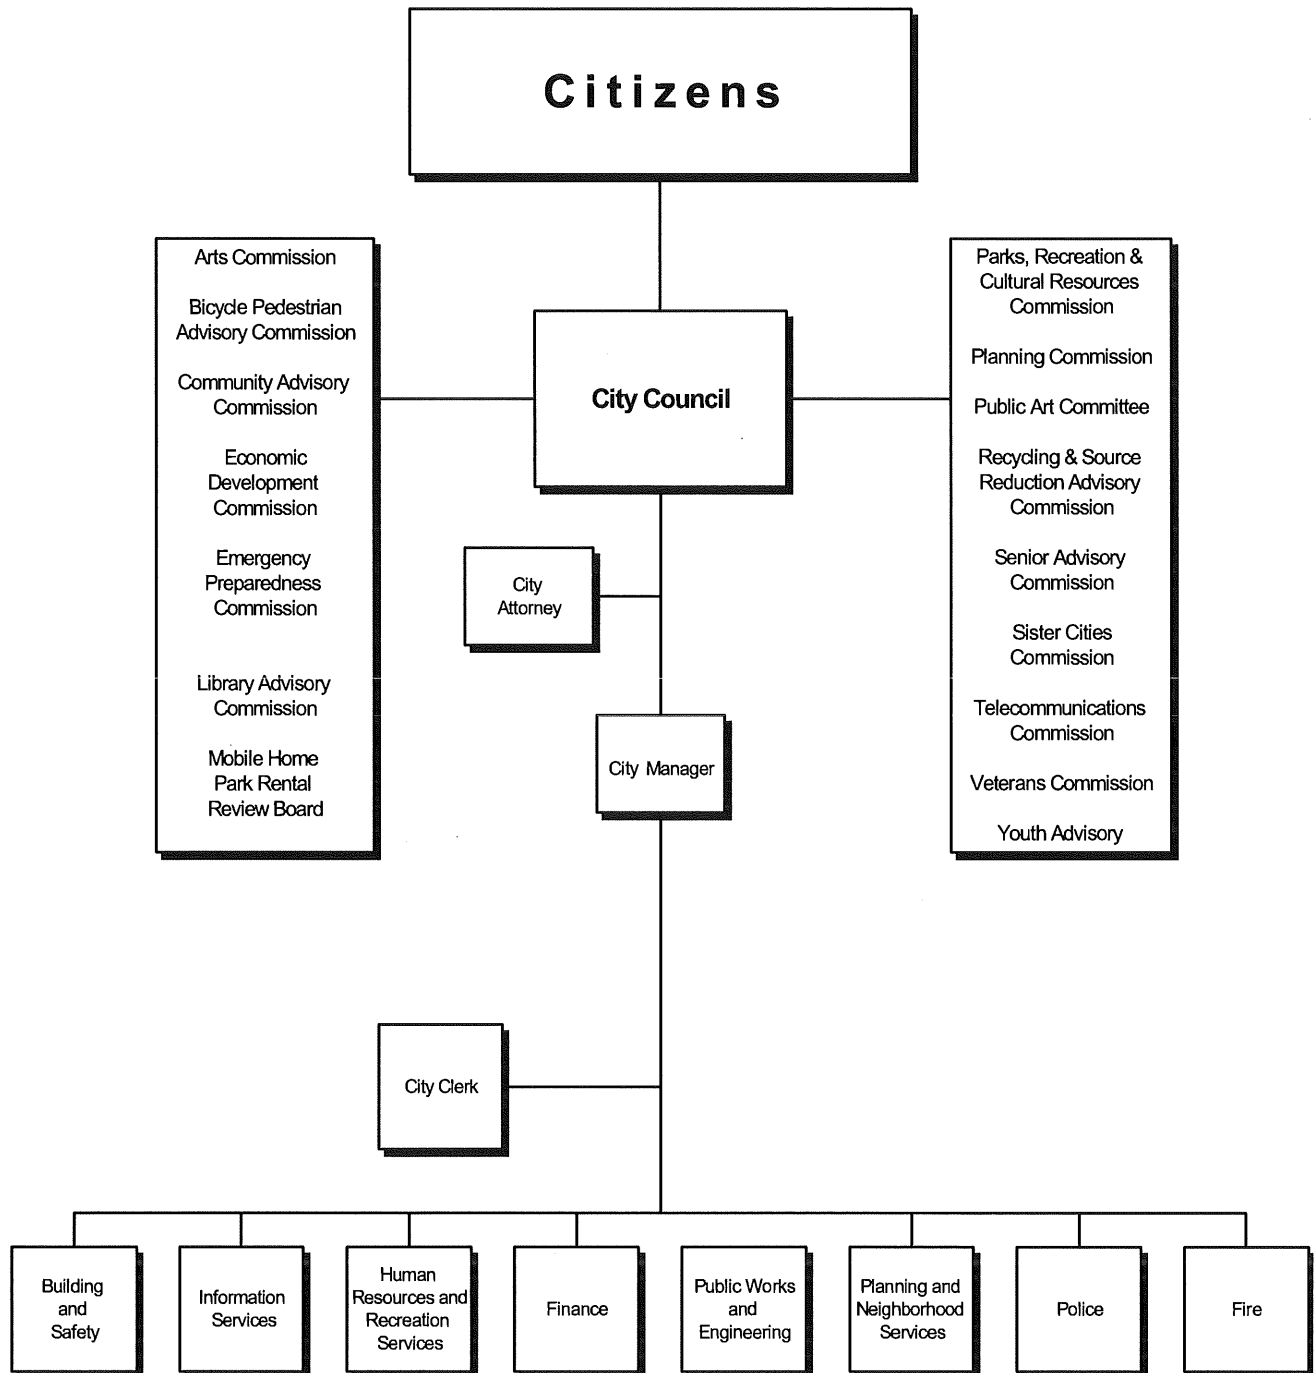 Citizens
Arts Commission
Bicycle Pedestrian
Advisory Commission
Community Advisory
Commission
Economic
Development
Commission
Emergency
Preparedness
Commission
Library Advisory
Commission
Mobile Home
Park Rental
Review Board
City Council
Parks, Recreation &
Cultural Resources
Commission
Planning Commission
Public Art Committee
Recycling & Source
Reduction Advisory
Commission
Senior Advisory
Commission
Sister Cities
Commission
Telecommunications
Commission
Veterans Commission
Youth Advisory
City
Attorney
City Manager
City Clerk
Building
and
Safety
Information
Services
Human
Resources and
Recreation
Services
Finance
Public Works
and
Engineering
Planning and
Neighborhood
Services
Police
Fire